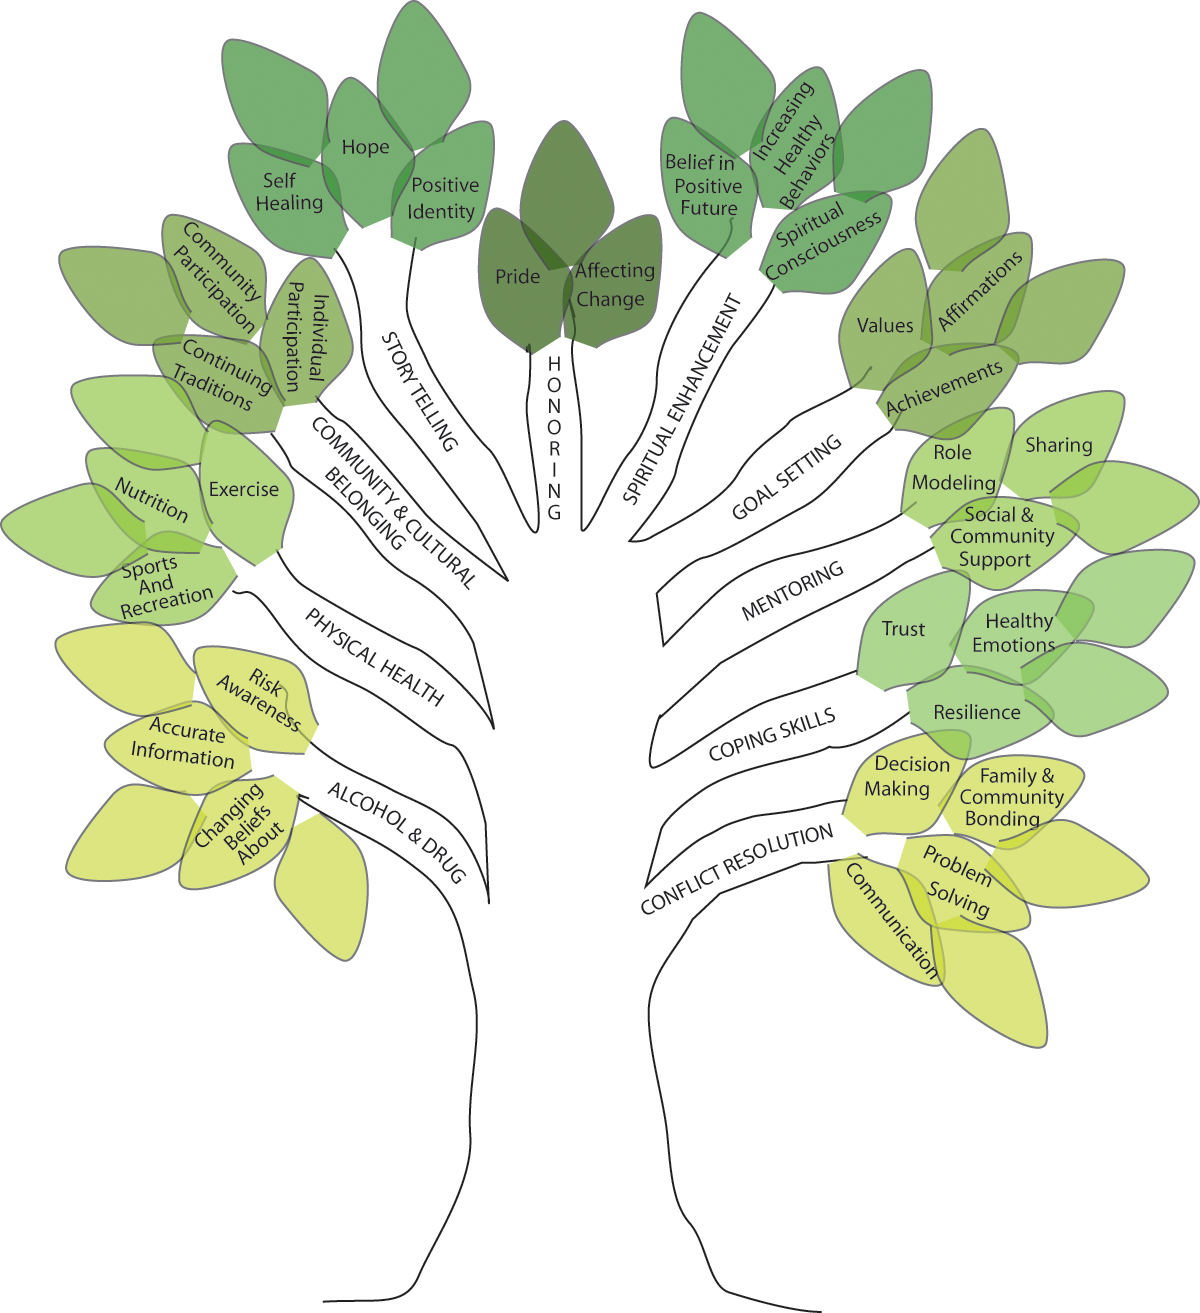 Hope
Self
Healing
Positive
Identity
STORY TELLING
Pride
Affecting
Change
HONORING
Belief in
Positive
Future
Increasing
Healthy
Behaviors
Spiritual
Consciousness
SPIRITUAL ENHANCEMENT
Community
Participation
Individual
Participation
Continuing
Traditions
COMMUNITY & CULTURAL
BELONGING
Values
Affirmations
Achievements
GOAL SETTING
Nutrition
Exercise
Sports
And
Recreation
PHYSICAL HEALTH
Role
Modeling
Sharing
Social &
Community
Support
MENTORING
Trust
Healthy
Emotions
Resilience
COPING SKILLS
Risk
Awareness
Accurate
Information
Changing
Beliefs
About
ALCOHOL & DRUG
Decision
Making
Family &
Community
Bonding
Problem
Solving
Communication
CONFLICT RESOLUTION